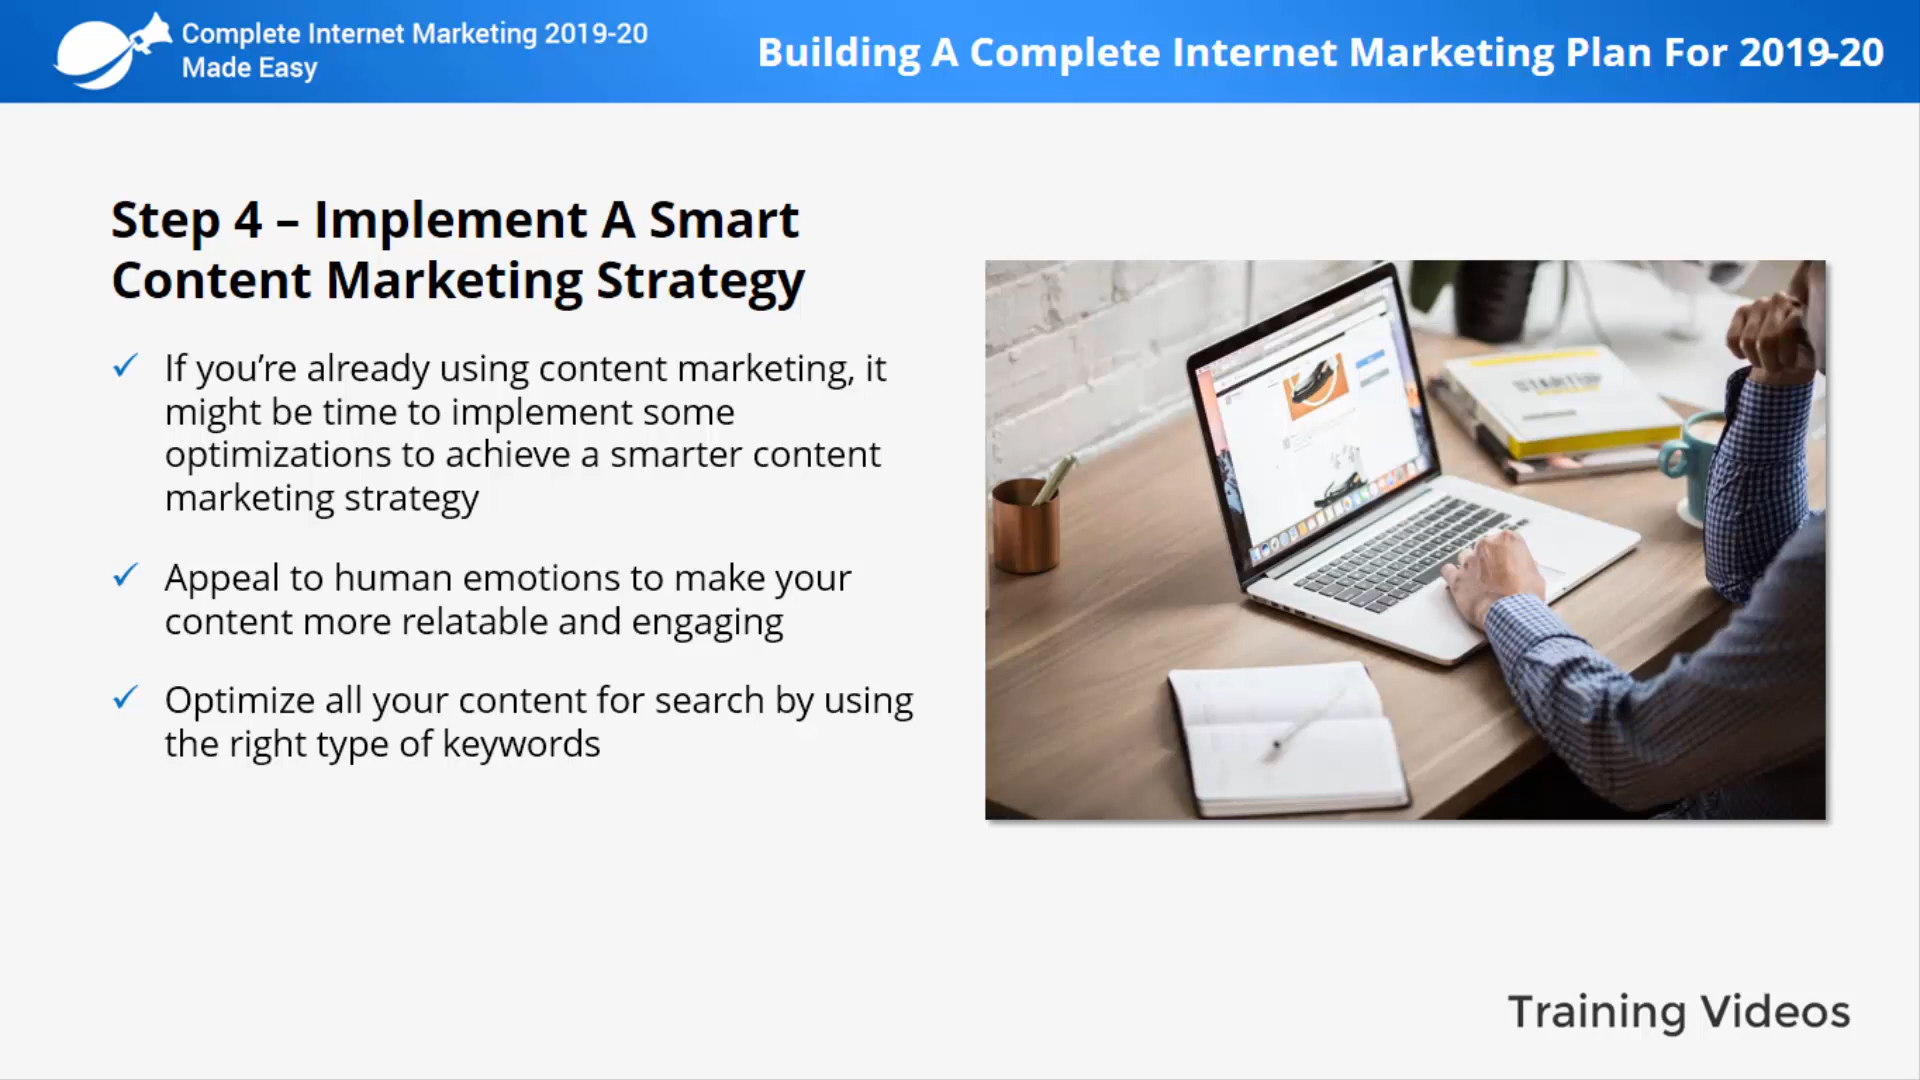 Complete Internet Marketing 2019-20
Made Easy
Building A Complete Internet Marketing Plan For 2019-20
Step 4 – Implement A Smart
Content Marketing Strategy
If you’re already using content marketing, it
might be time to implement some
optimizations to achieve a smarter content
marketing strategy
Appeal to human emotions to make your
content more relatable and engaging
Optimize all your content for search by using
the right type of keywords
STARTUP
Training Videos